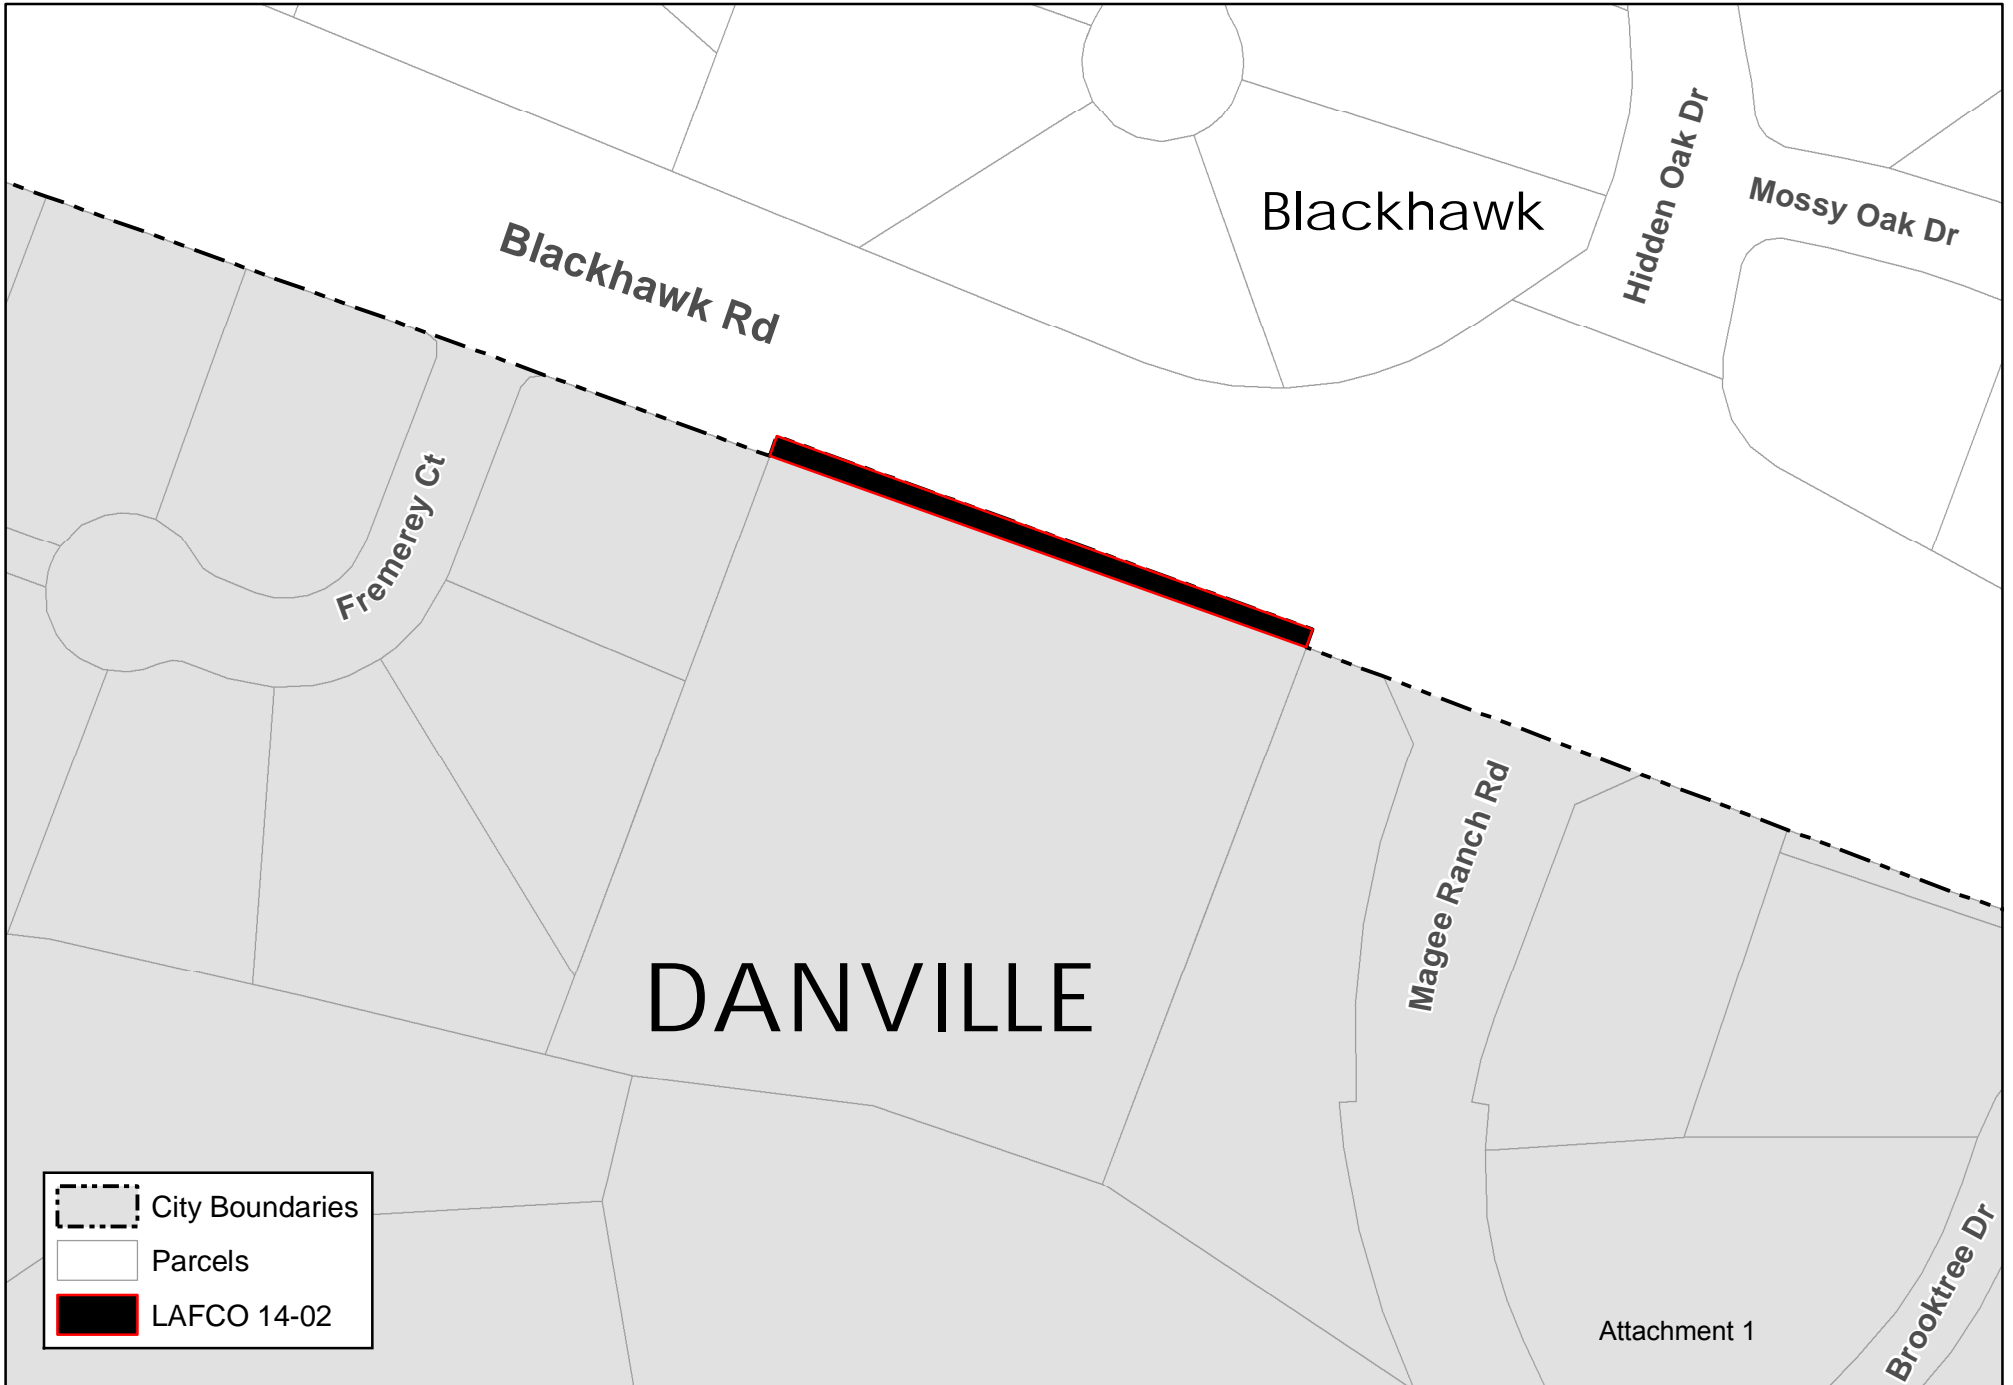 Hidden Oak Dr
Mossy Oak Dr
Blackhawk
Blackhawk Rd
Fremerey Ct
Magee Ranch Rd
DANVILLE
City Boundaries
Parcels
LAFCO 14-02
Brooktree Dr
Attachment 1